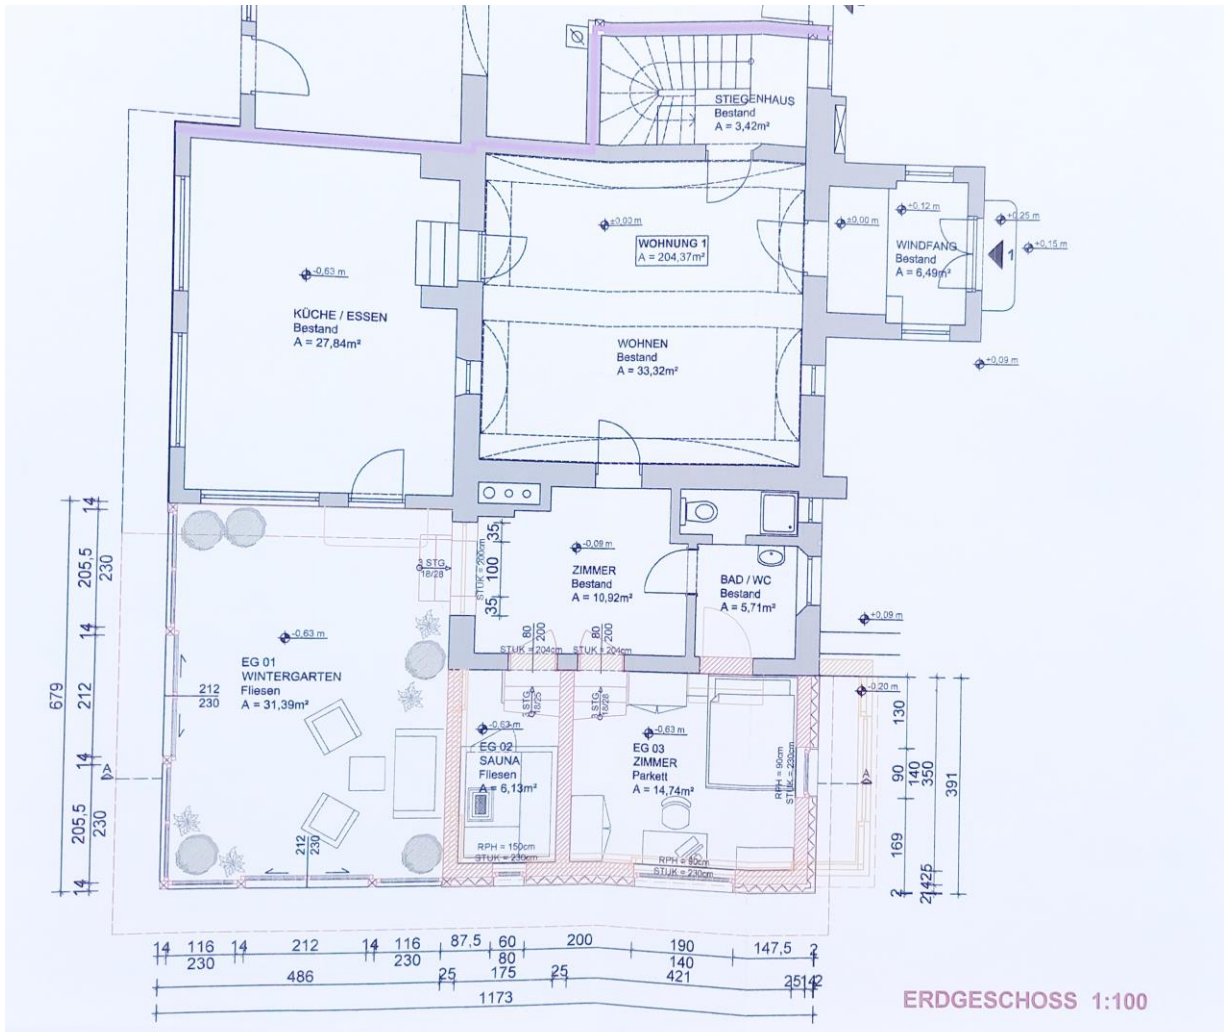 STIEGENHAUS
Bestand
A = 3,42m²
±0,00 m
+0,12 m
±0,00 m
+0,25 m
+0,15 m
WOHNUNG 1
A = 204,37m²
WINDFANG
Bestand
A = 6,49m²
1
-0,63 m
KÜCHE / ESSEN
Bestand
A = 27,84m²
WOHNEN
Bestand
A = 33,32m²
+0,09 m
-0,09 m
ZIMMER
Bestand
A = 10,92m²
BAD / WC
Bestand
A = 5,71m²
+0,09 m
3 STG
18/28
STUK = 200cm
35
100
35
80
200
STUK = 204cm
80
200
STUK = 204cm
-0,63 m
EG 01
WINTERGARTEN
Fliesen
A = 31,39m²
212
230
212
230
3 STG
18/25
3 STG
18/28
-0,63 m
EG 02
SAUNA
Fliesen
A = 6,13m²
RPH = 150cm
STUK = 230cm
-0,63 m
EG 03
ZIMMER
Parkett
A = 14,74m²
RPH = 90cm
STUK = 230cm
RPH = 90cm
STUK = 230cm
-0,20 m
A
A
679
14
205,5
230
14
212
14
205,5
230
14
130
90
140
169
2
350
1425
2
391
14 116 14 212 14 116 87,5 60 200 190 147,5 2
230 230 80 140
486 25 175 25 421 25 14 2
1173
ERDGESCHOSS 1:100